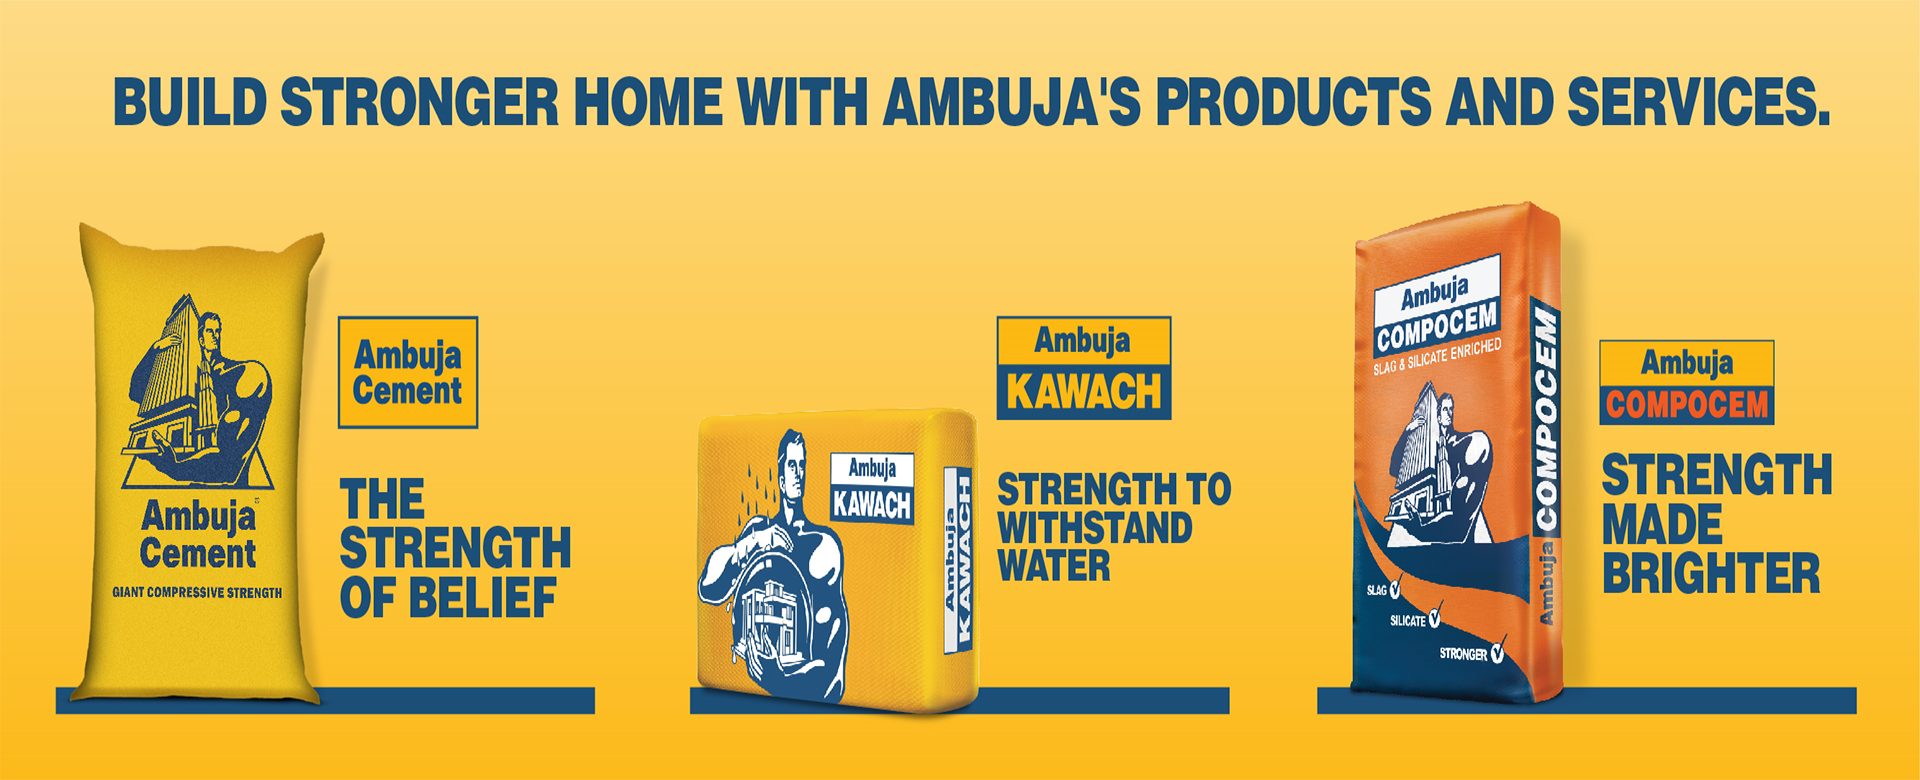 BUILD STRONGER HOME WITH AMBUJA'S PRODUCTS AND SERVICES.
Ambuja
Cement
GIANT COMPRESSIVE STRENGTH
Ambuja
Cement
THE
STRENGTH
OF BELIEF
Ambuja
KAWACH
Ambuja
KAWACH
Ambuja
KAWACH
STRENGTH TO
WITHSTAND
WATER
Ambuja
COMPOCEM
SLAG & SILICATE ENRICHED
SLAG
SILICATE
STRONGER
Ambuja COMPOCEM
Ambuja
COMPOCEM
STRENGTH
MADE
BRIGHTER